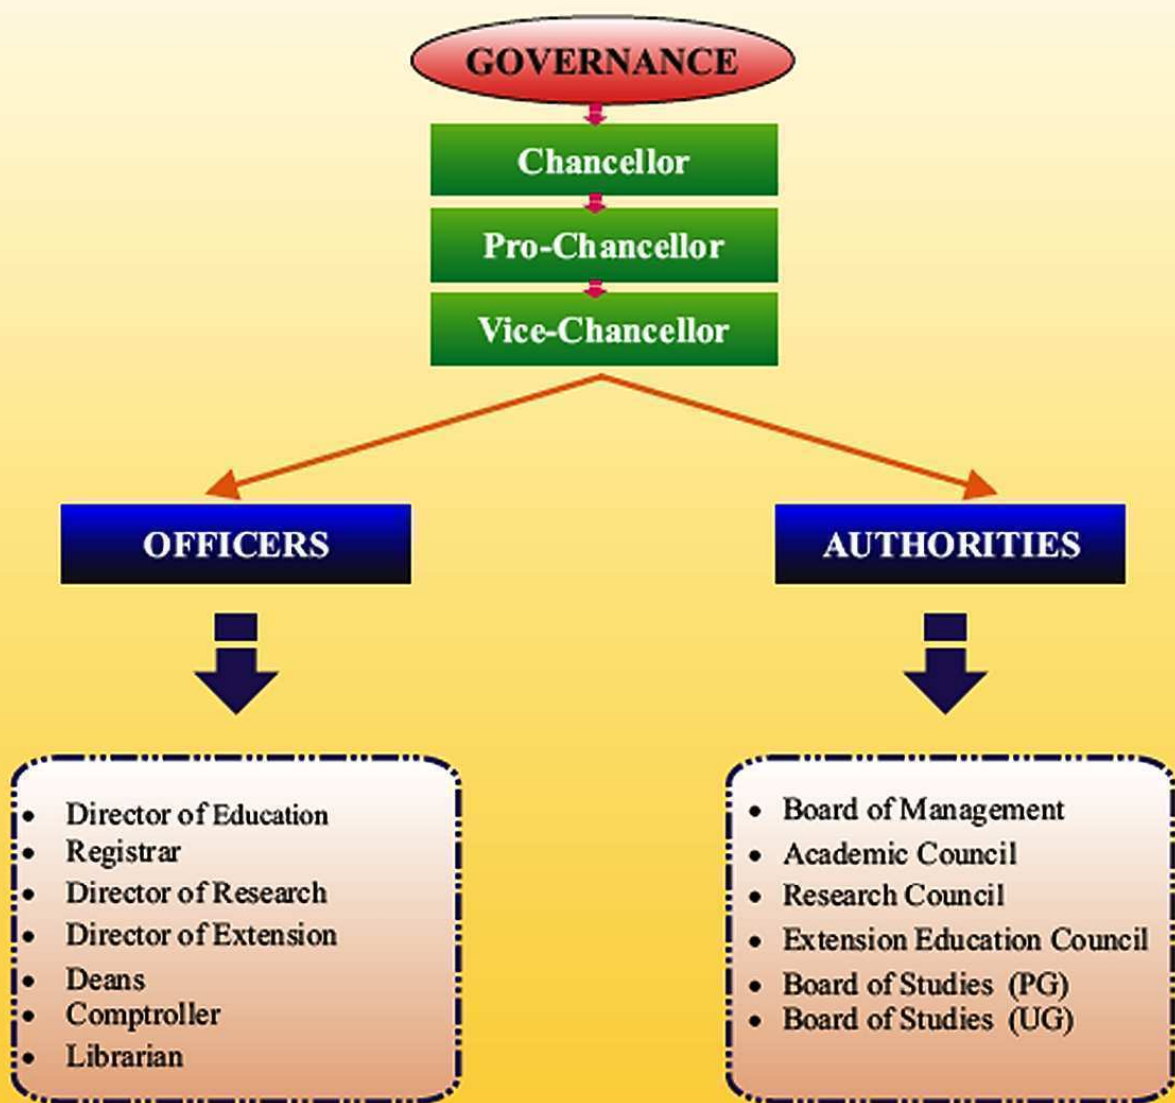 GOVERNANCE
Chancellor
Pro-Chancellor
Vice-Chancellor
OFFICERS
AUTHORITIES
• Director of Education
• Registrar
• Director of Research
• Director of Extension
• Deans
• Comptroller
• Librarian
• Board of Management
• Academic Council
• Research Council
• Extension Education Council
• Board of Studies (PG)
• Board of Studies (UG)